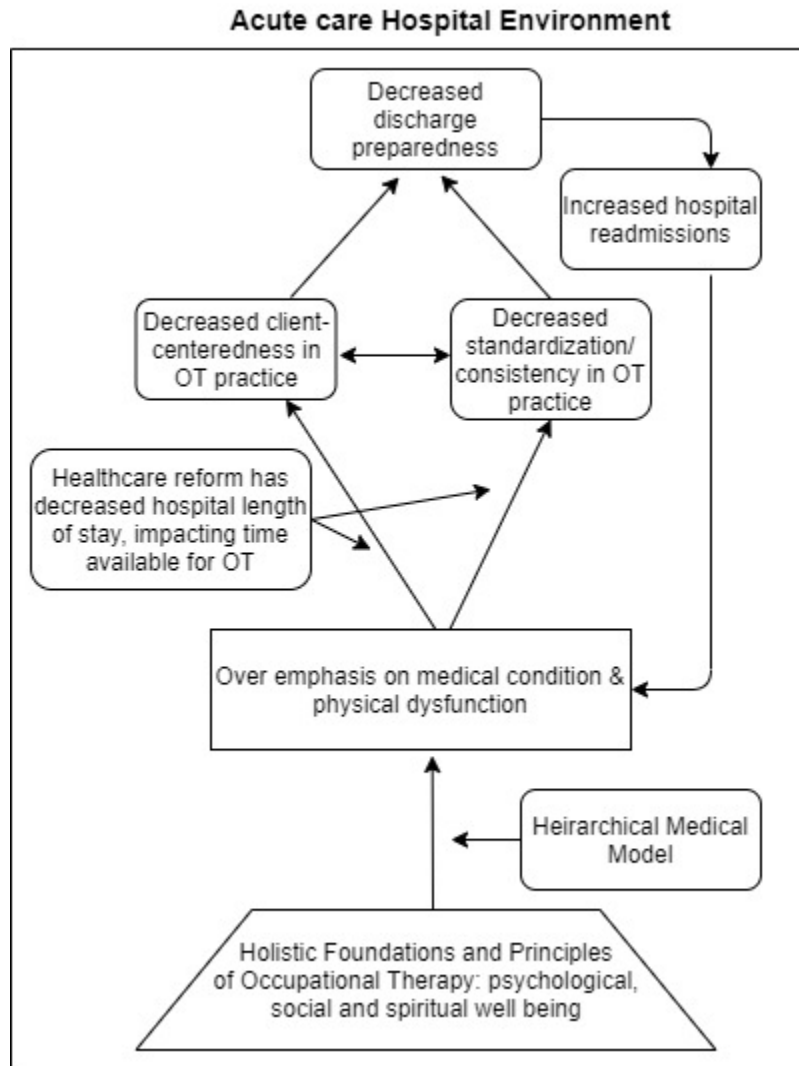 Acute care Hospital Environment
Decreased
discharge
preparedness
Increased hospital
readmissions
Decreased client-
centeredness in
OT practice
Decreased
standardization/
consistency in OT
practice
Healthcare reform has
decreased hospital length
of stay, impacting time
available for OT
Over emphasis on medical condition &
physical dysfunction
Heirarchical Medical
Model
Holistic Foundations and Principles
of Occupational Therapy: psychological,
social and spiritual well being